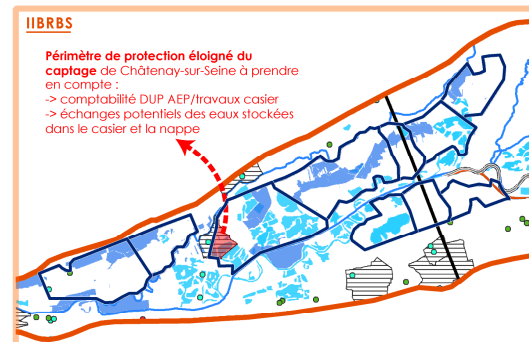 IIBRBS
Périmètre de protection éloigné du
captage de Châtenay-sur-Seine à prendre
en compte :
-> comptabilité DUP AEP/travaux casier
-> échanges potentiels des eaux stockées
dans le casier et la nappe